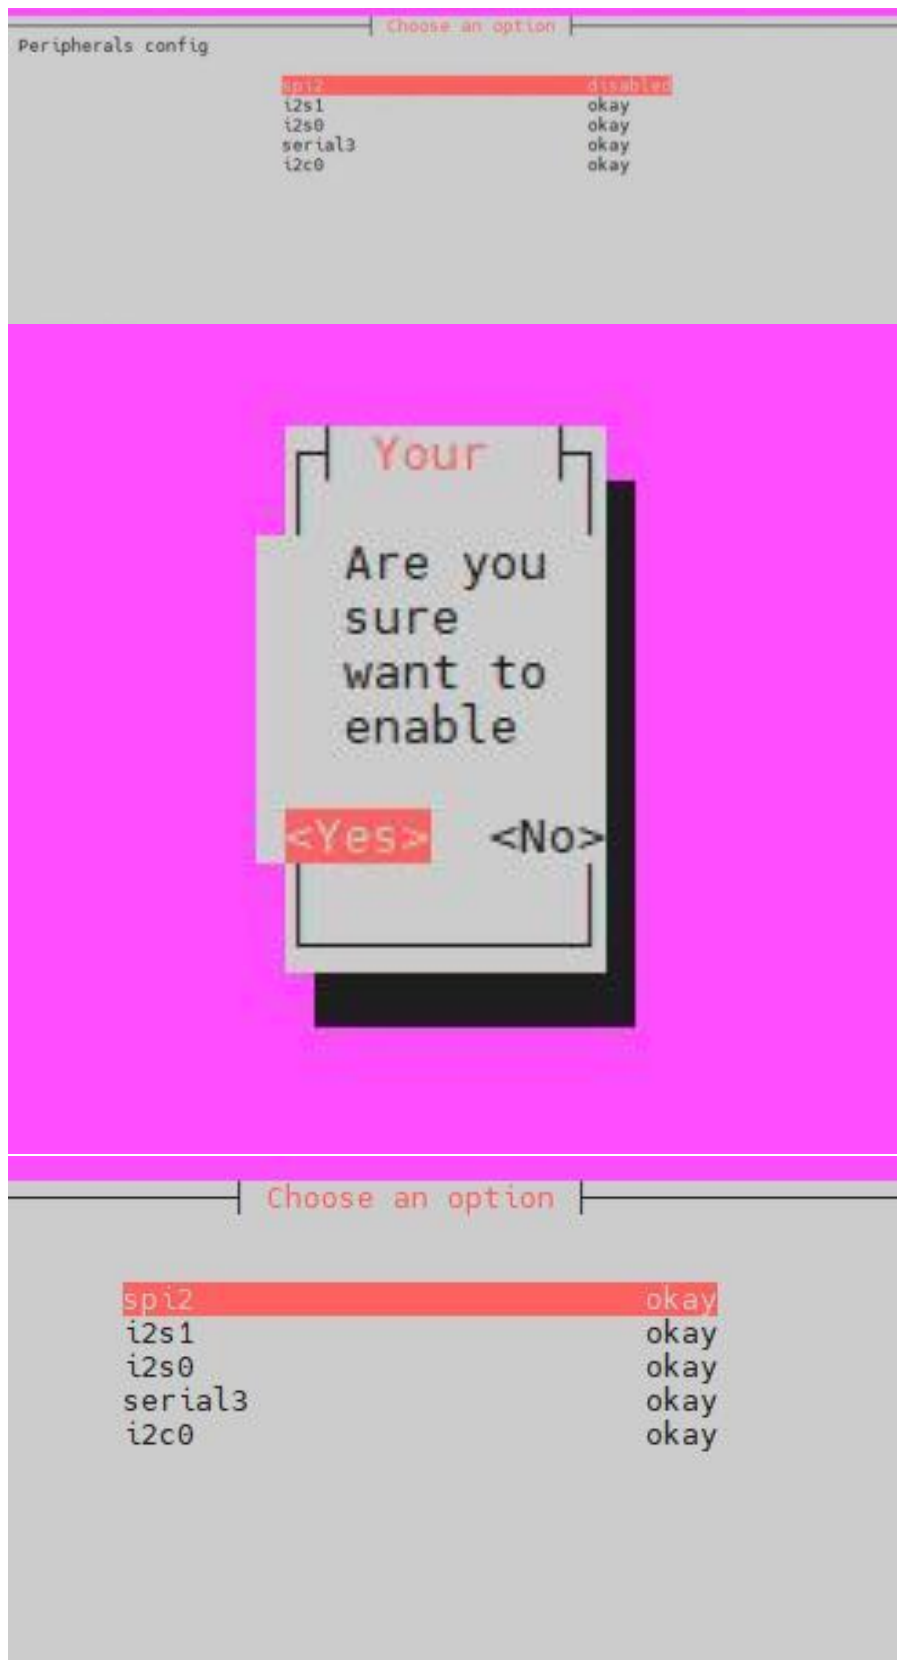 Choose an option
Peripherals config
spi2 disabled
i2s1 okay
i2s0 okay
serial3 okay
i2c0 okay
Your
Are you
sure
want to
enable
<Yes> <No>
Choose an option
spi2 okay
i2s1 okay
i2s0 okay
serial3 okay
i2c0 okay